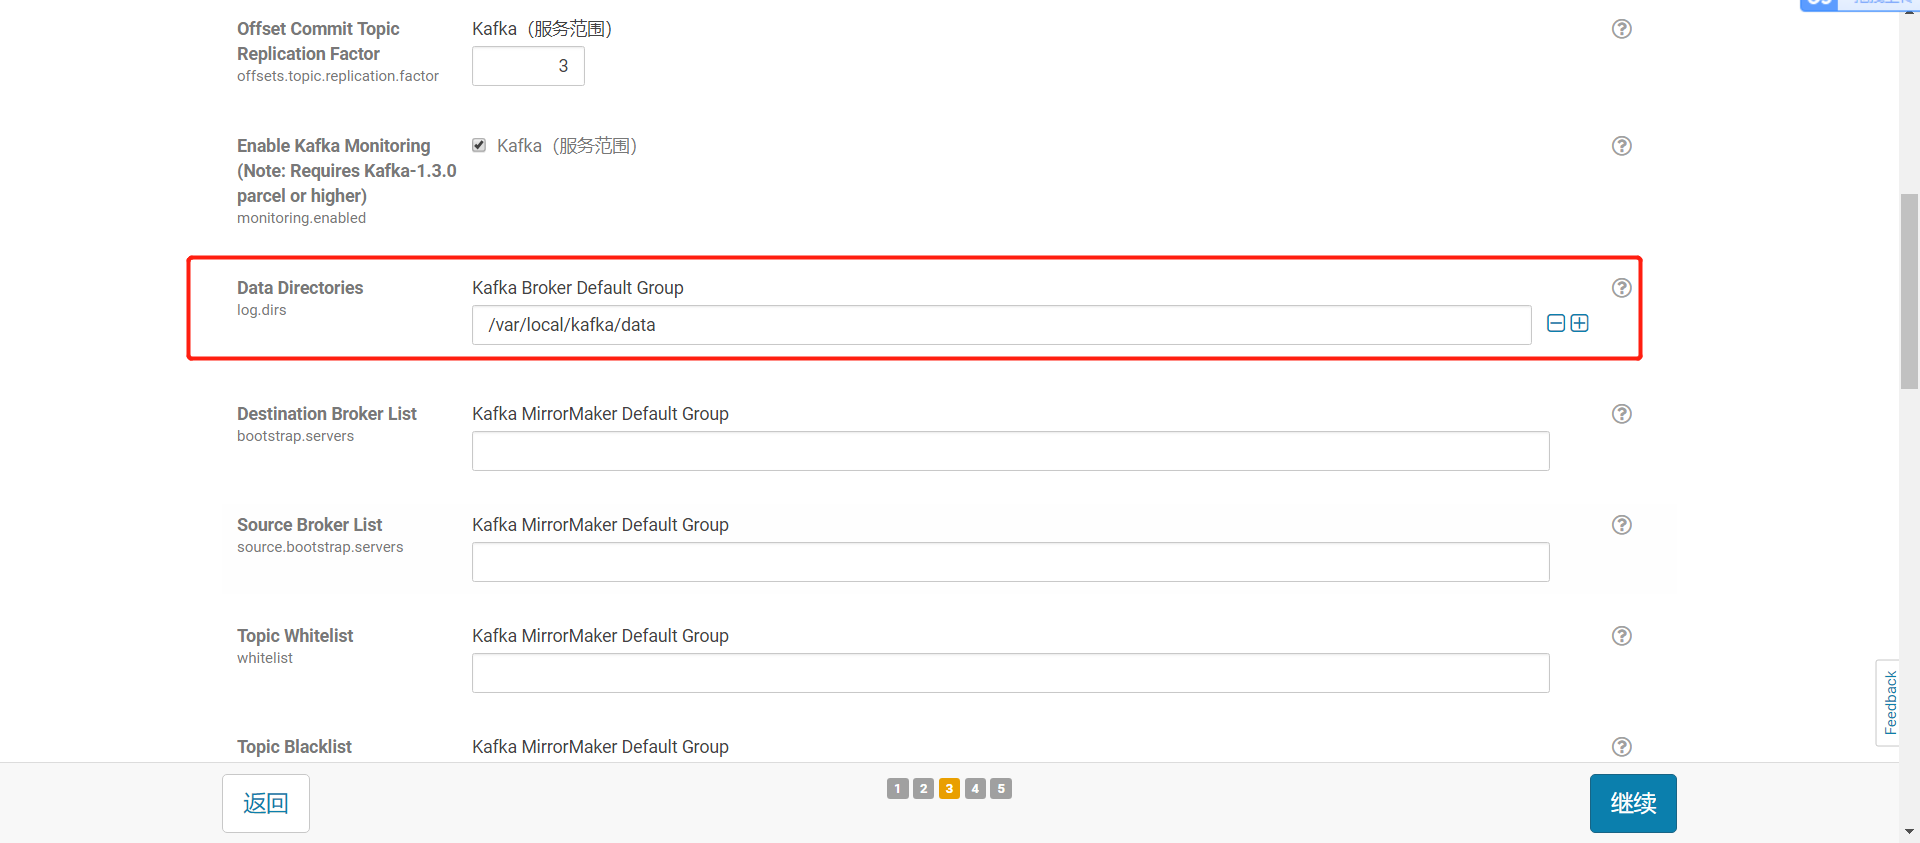 Offset Commit Topic
Replication Factor
offsets.topic.replication.factor
Kafka（服务范围）
3
Enable Kafka Monitoring
(Note: Requires Kafka-1.3.0
parcel or higher)
monitoring.enabled
Kafka（服务范围）
Data Directories
log.dirs
Kafka Broker Default Group
/var/local/kafka/data
Destination Broker List
bootstrap.servers
Kafka MirrorMaker Default Group
Source Broker List
source.bootstrap.servers
Kafka MirrorMaker Default Group
Topic Whitelist
whitelist
Kafka MirrorMaker Default Group
Topic Blacklist
Kafka MirrorMaker Default Group
Feedback
返回
1 2 3 4 5
继续